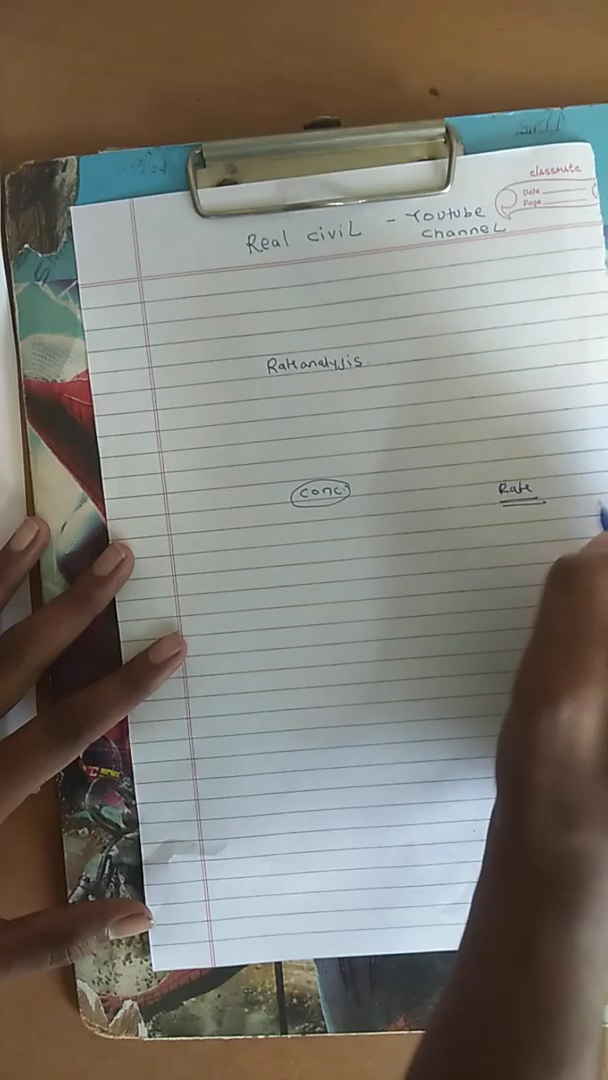 classmate
Date
Page
Real civil - Youtube
channel
Rateanalysis.
conc.
Rate